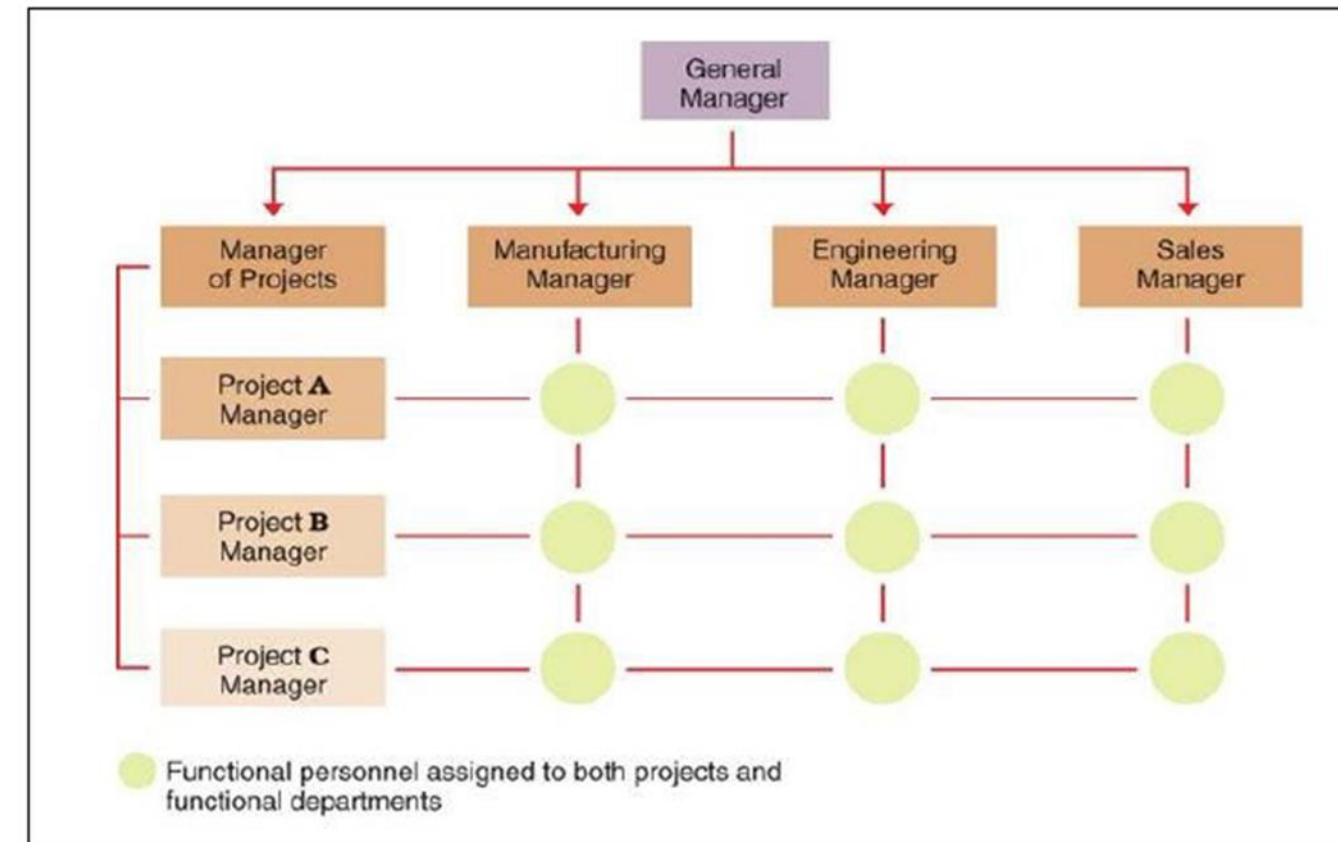 General
Manager
Manager
of Projects
Manufacturing
Manager
Engineering
Manager
Sales
Manager
Project A
Manager
Project B
Manager
Project C
Manager
Functional personnel assigned to both projects and
functional departments